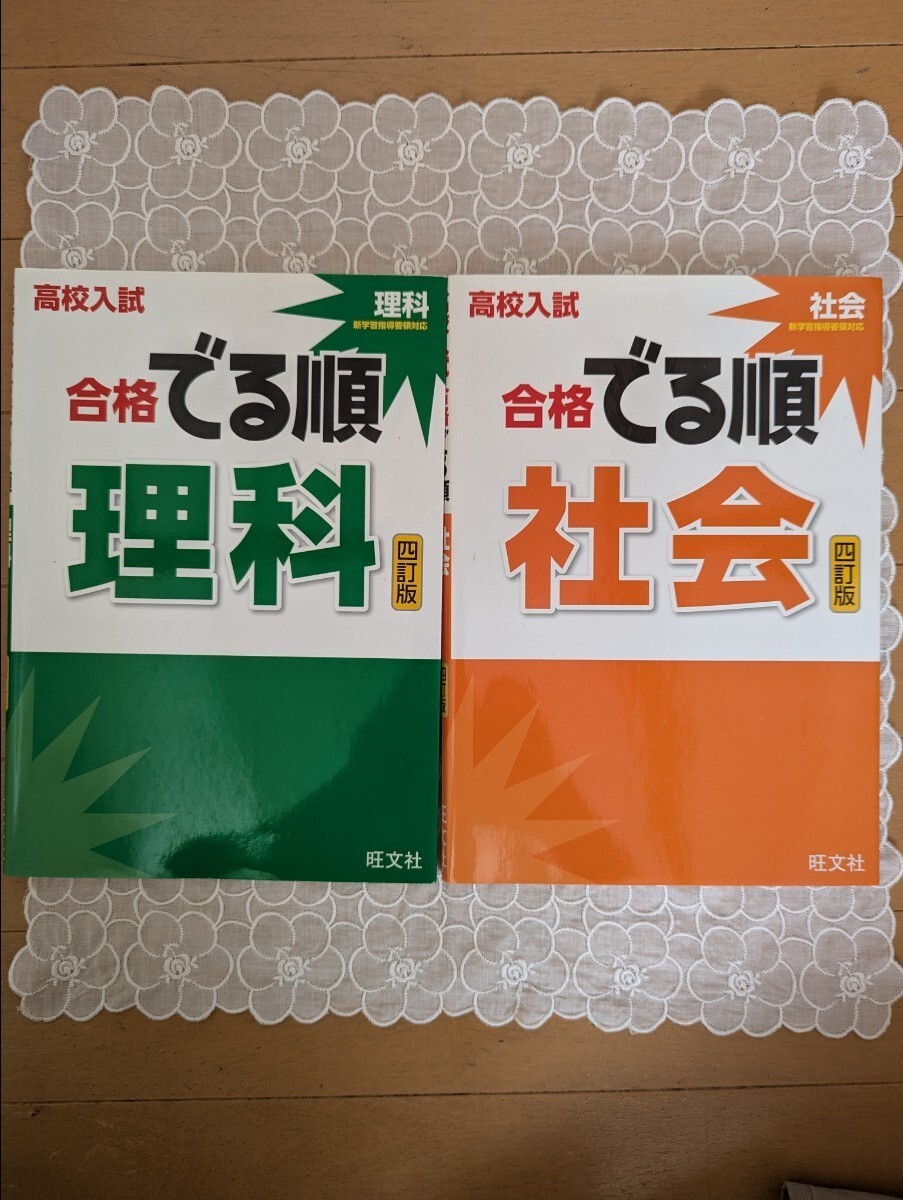 高校入試
理科
新学習指導要領対応
合格でる順
理科
四訂版
旺文社
高校入試
社会
新学習指導要領対応
合格でる順
社会
四訂版
旺文社